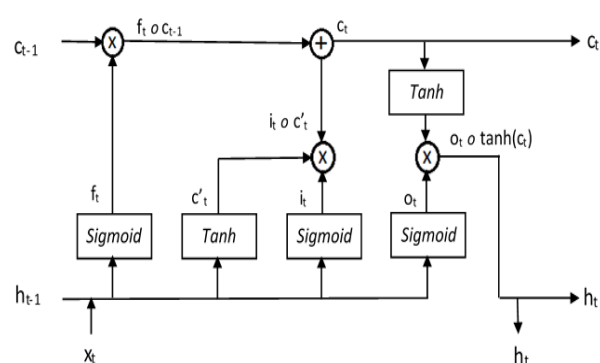 fₜ o cₜ₋₁
cₜ
cₜ₋₁
x
+
cₜ
Tanh
iₜ o c'ₜ
oₜ o tanh(cₜ)
x
x
fₜ
c'ₜ
iₜ
oₜ
Sigmoid
Tanh
Sigmoid
Sigmoid
hₜ₋₁
hₜ
xₜ
hₜ